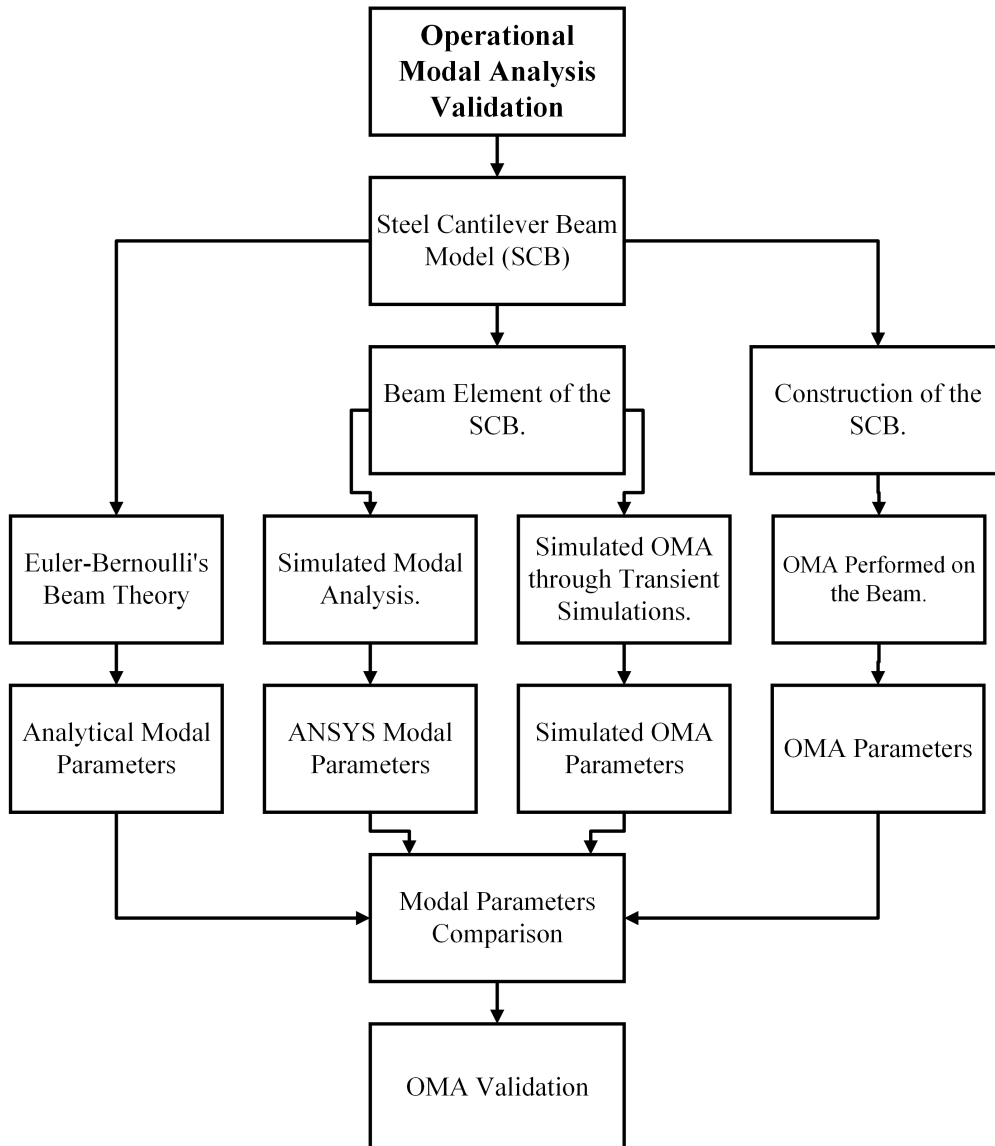 Operational
Modal Analysis
Validation
Steel Cantilever Beam
Model (SCB)
Beam Element of the
SCB.
Construction of the
SCB.
Euler-Bernoulli's
Beam Theory
Simulated Modal
Analysis.
Simulated OMA
through Transient
Simulations.
OMA Performed on
the Beam.
Analytical Modal
Parameters
ANSYS Modal
Parameters
Simulated OMA
Parameters
OMA Parameters
Modal Parameters
Comparison
OMA Validation